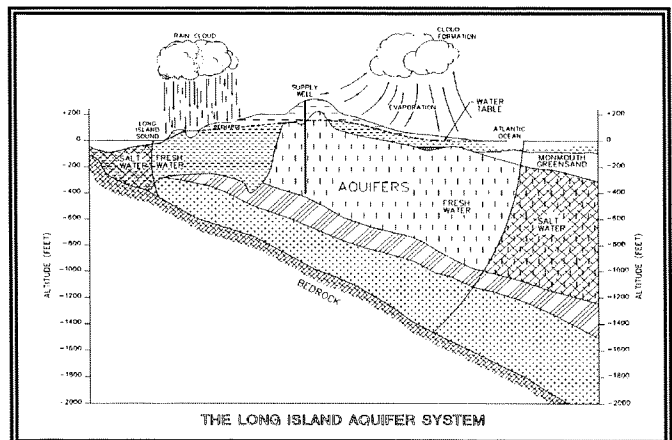 RAIN CLOUD
CLOUD
FORMATION
SUPPLY
WELL
EVAPORATION
WATER
TABLE
LONG
ISLAND
SOUND
ATLANTIC
OCEAN
+200
0
-200
-400
-600
-800
-1000
-1200
-1400
-1600
-1800
-2000
ALTITUDE (FEET)
SALT
WATER
FRESH
WATER
AQUIFERS
FRESH
WATER
MONMOUTH
GREENSAND
SALT
WATER
BEDROCK
+200
0
-200
-400
-600
-800
-1000
-1200
-1400
-1600
-1800
-2000
ALTITUDE (FEET)
THE LONG ISLAND AQUIFER SYSTEM